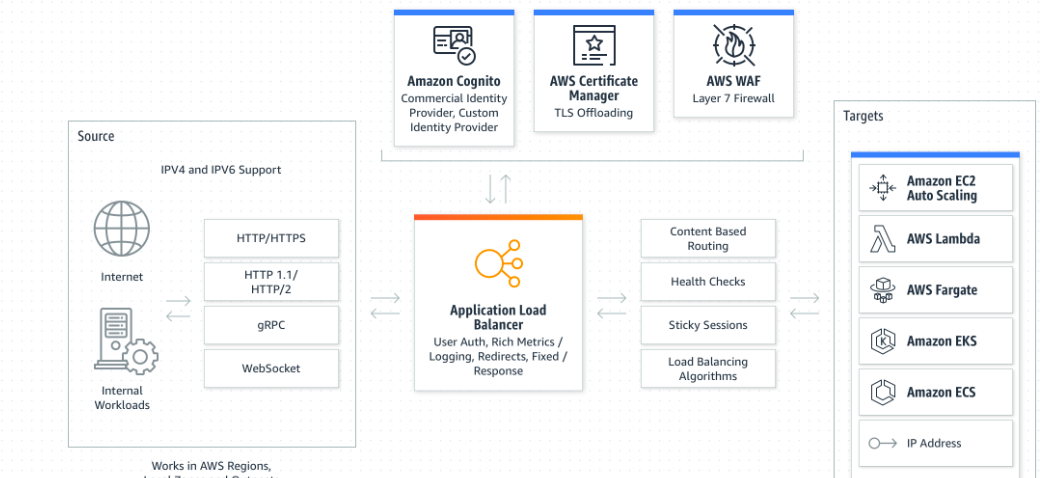 Amazon Cognito
Commercial Identity
Provider, Custom
Identity Provider
AWS Certificate
Manager
TLS Offloading
AWS WAF
Layer 7 Firewall
Source
IPV4 and IPV6 Support
Internet
Internal
Workloads
HTTP/HTTPS
HTTP 1.1/
HTTP/2
gRPC
WebSocket
Works in AWS Regions,
Application Load
Balancer
User Auth, Rich Metrics /
Logging, Redirects, Fixed /
Response
Content Based
Routing
Health Checks
Sticky Sessions
Load Balancing
Algorithms
Targets
Amazon EC2
Auto Scaling
AWS Lambda
AWS Fargate
Amazon EKS
Amazon ECS
IP Address